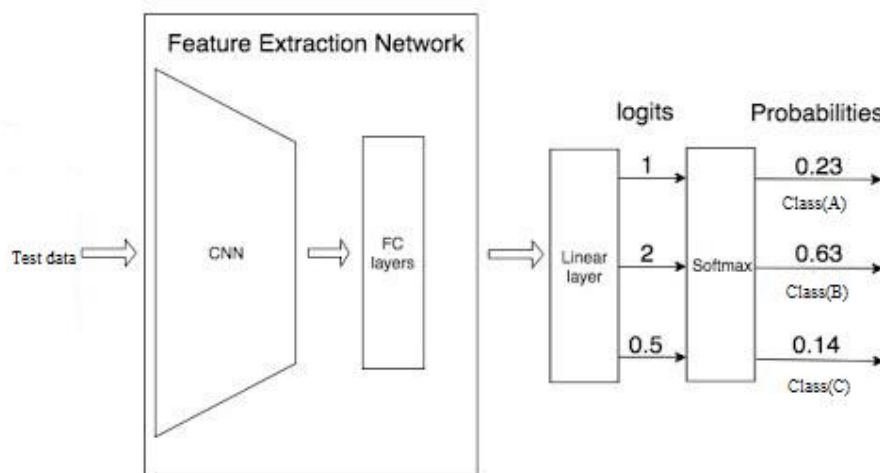 Feature Extraction Network
logits
Probabilities
1
0.23
Class(A)
Test data
CNN
FC
layers
Linear
layer
2
Softmax
0.63
Class(B)
0.5
0.14
Class(C)